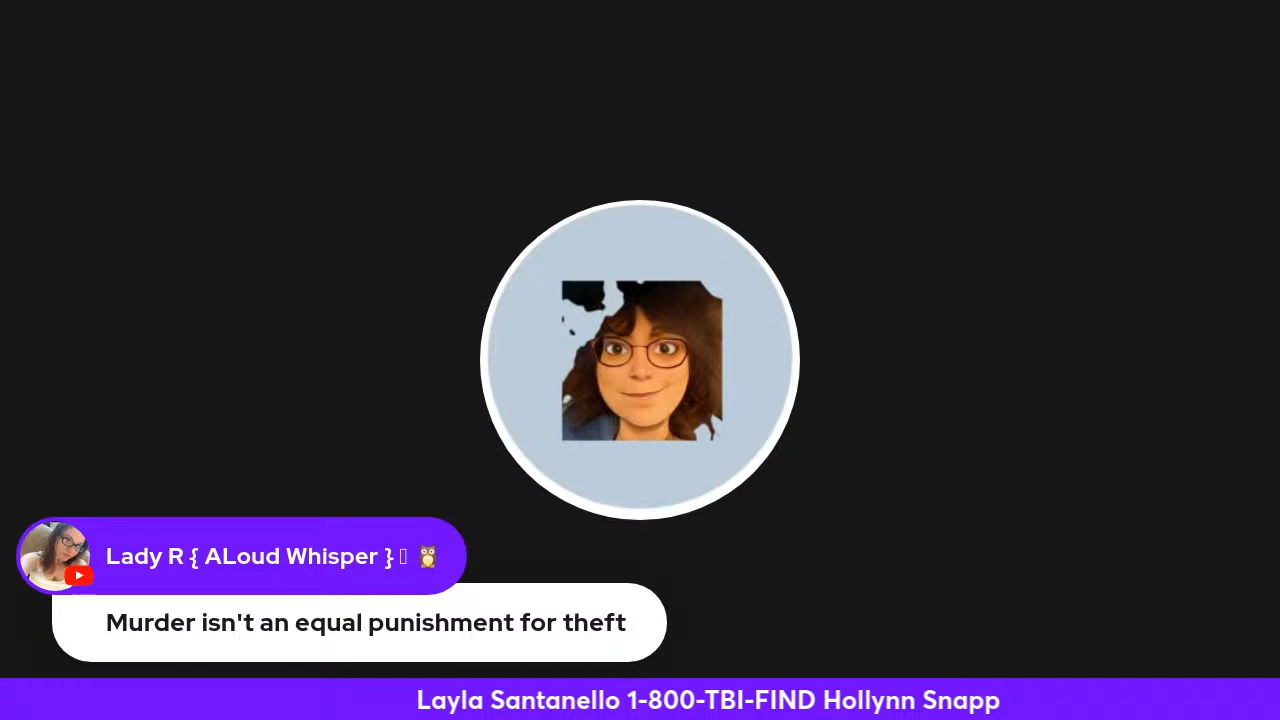 Lady R { ALoud Whisper } 🦉
Murder isn't an equal punishment for theft
Layla Santanello 1-800-TBI-FIND Hollynn Snapp